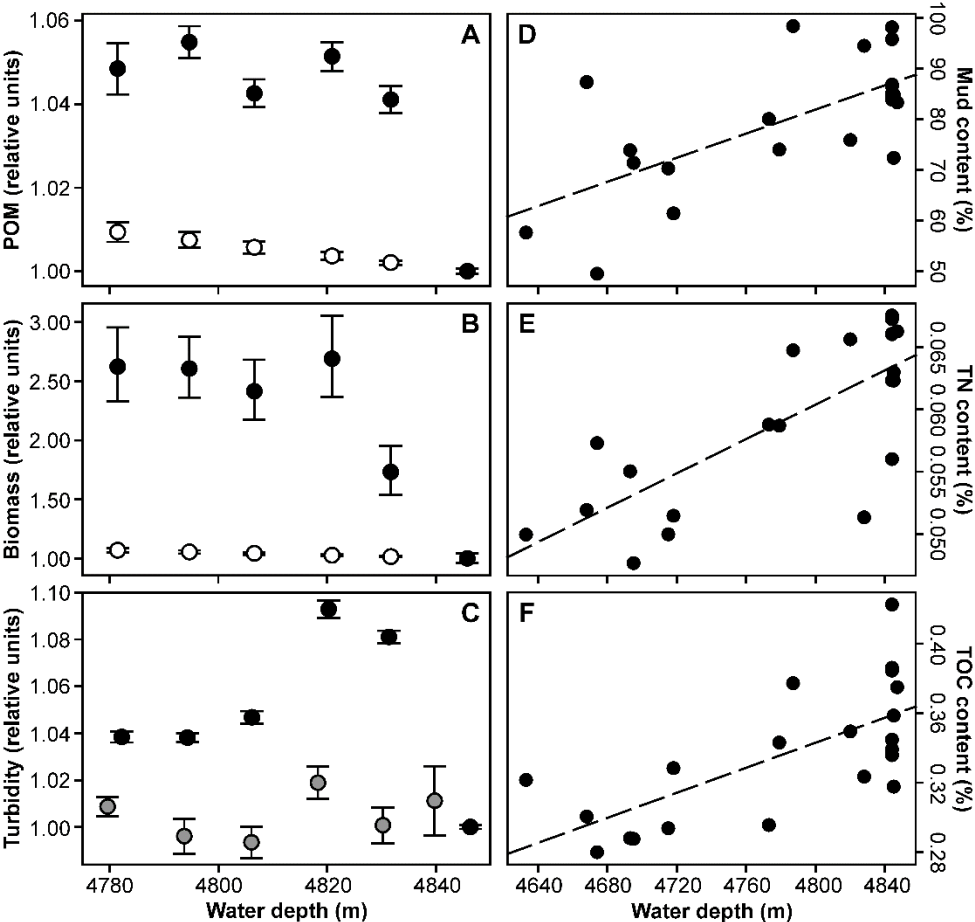 A
POM (relative units)
1.06
1.04
1.02
1.00
B
Biomass (relative units)
3.00
2.50
2.00
1.50
1.00
C
Turbidity (relative units)
1.10
1.08
1.06
1.04
1.02
1.00
4780 4800 4820 4840
Water depth (m)
D
Mud content (%)
100
90
80
70
60
50
E
TN content (%)
0.065
0.060
0.055
0.050
F
TOC content (%)
0.40
0.36
0.32
0.28
4640 4680 4720 4760 4800 4840
Water depth (m)